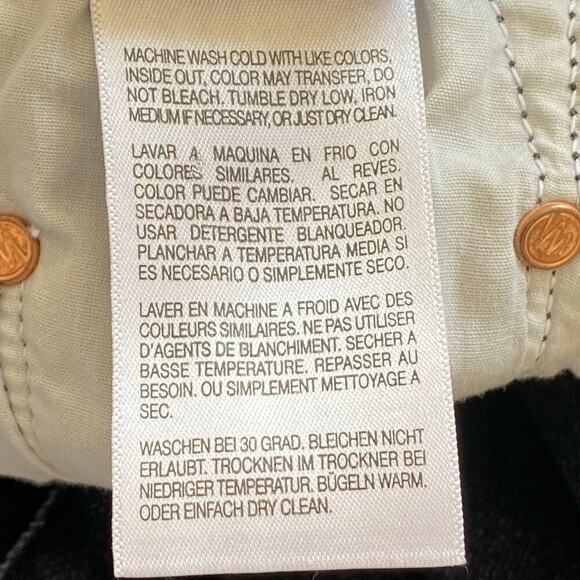 MACHINE WASH COLD WITH LIKE COLORS,
INSIDE OUT, COLOR MAY TRANSFER, DO
NOT BLEACH. TUMBLE DRY LOW, IRON
MEDIUM IF NECESSARY, OR JUST DRY CLEAN.
LAVAR A MAQUINA EN FRIO CON
COLORES SIMILARES. AL REVES.
COLOR PUEDE CAMBIAR. SECAR EN
SECADORA A BAJA TEMPERATURA. NO
USAR DETERGENTE BLANQUEADOR.
PLANCHAR A TEMPERATURA MEDIA SI
ES NECESARIO O SIMPLEMENTE SECO.
LAVER EN MACHINE A FROID AVEC DES
COULEURS SIMILAIRES. NE PAS UTILISER
D'AGENTS DE BLANCHIMENT. SECHER A
BASSE TEMPERATURE. REPASSER AU
BESOIN. OU SIMPLEMENT METTOYAGE A
SEC.
WASCHEN BEI 30 GRAD. BLEICHEN NICHT
ERLAUBT. TROCKNEN IM TROCKNER BEI
NIEDRIGER TEMPERATUR. BÜGELN WARM.
ODER EINFACH DRY CLEAN.